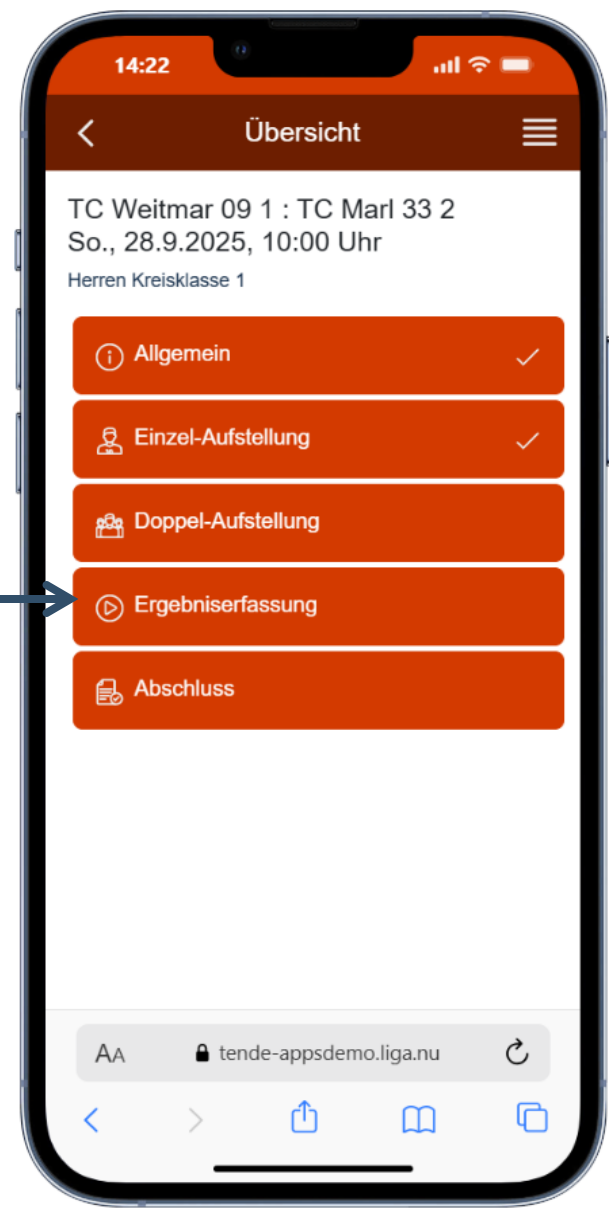 14:22
Übersicht
TC Weitmar 09 1 : TC Marl 33 2
So., 28.9.2025, 10:00 Uhr
Herren Kreisklasse 1
Allgemein
Einzel-Aufstellung
Doppel-Aufstellung
Ergebniserfassung
Abschluss
AA tende-appsdemo.liga.nu